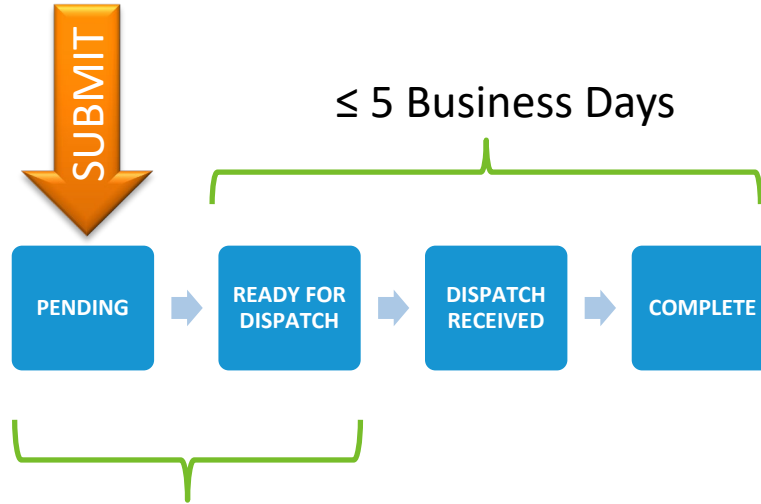 SUBMIT
≤ 5 Business Days
PENDING
READY FOR
DISPATCH
DISPATCH
RECEIVED
COMPLETE